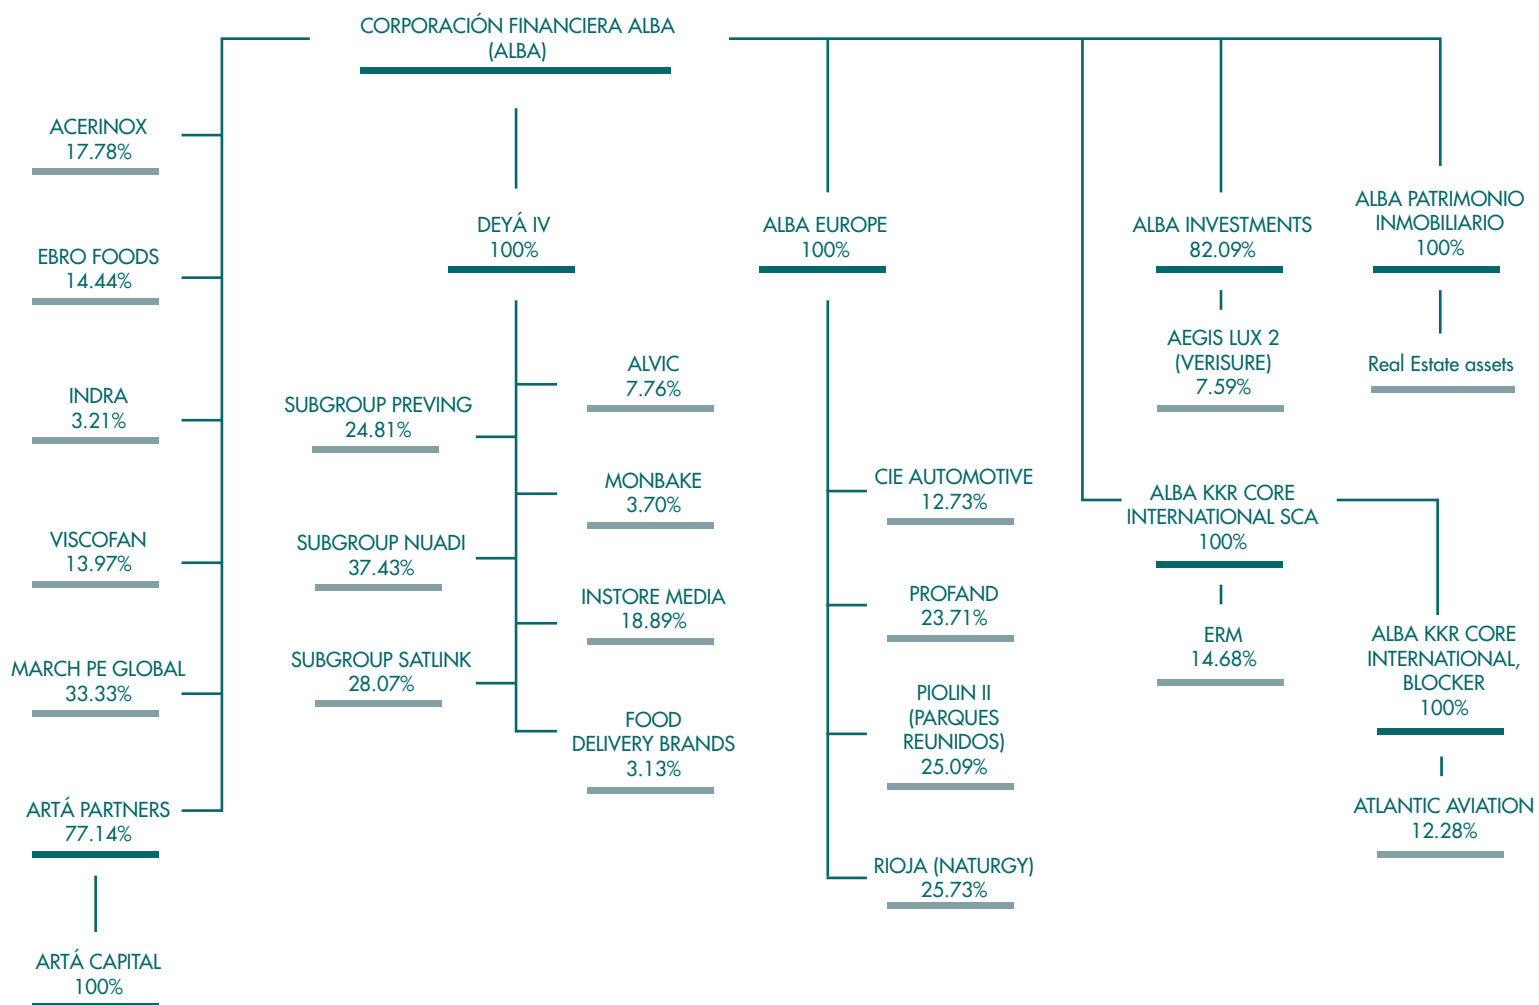 CORPORACIÓN FINANCIERA ALBA
(ALBA)
ACERINOX
17.78%
EBRO FOODS
14.44%
INDRA
3.21%
VISCOFAN
13.97%
MARCH PE GLOBAL
33.33%
ARTÁ PARTNERS
77.14%
ARTÁ CAPITAL
100%
DEYÁ IV
100%
SUBGROUP PREVING
24.81%
SUBGROUP NUADI
37.43%
SUBGROUP SATLINK
28.07%
ALVIC
7.76%
MONBAKE
3.70%
INSTORE MEDIA
18.89%
FOOD
DELIVERY BRANDS
3.13%
ALBA EUROPE
100%
CIE AUTOMOTIVE
12.73%
PROFAND
23.71%
PIOLIN II
(PARQUES
REUNIDOS)
25.09%
RIOJA (NATURGY)
25.73%
ALBA INVESTMENTS
82.09%
AEGIS LUX 2
(VERISURE)
7.59%
ALBA KKR CORE
INTERNATIONAL SCA
100%
ERM
14.68%
ALBA KKR CORE
INTERNATIONAL,
BLOCKER
100%
ATLANTIC AVIATION
12.28%
ALBA PATRIMONIO
INMOBILIARIO
100%
Real Estate assets